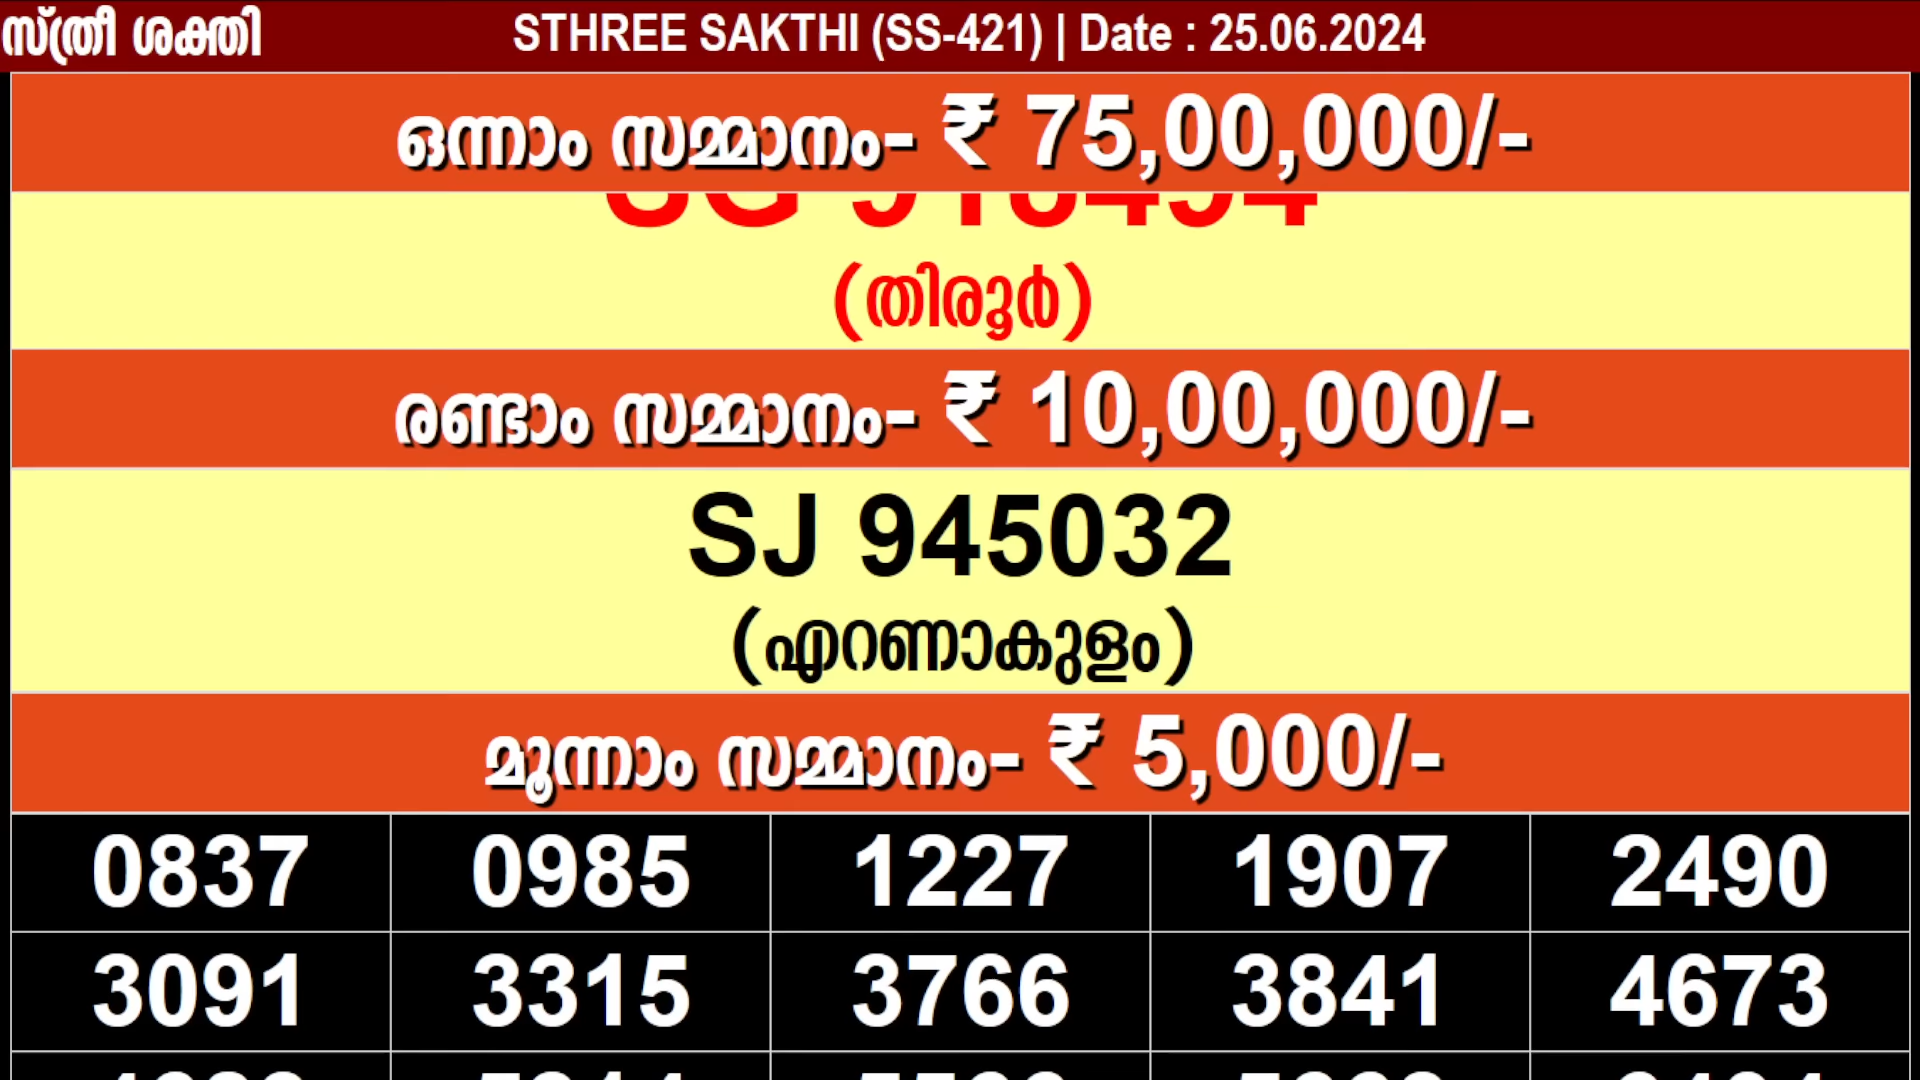 സ്ത്രീ ശക്തി STHREE SAKTHI (SS-421) | Date : 25.06.2024
ഒന്നാം സമ്മാനം- ₹ 75,00,000/-
(തിരൂർ)
രണ്ടാം സമ്മാനം- ₹ 10,00,000/-
SJ 945032
(എറണാകുളം)
മൂന്നാം സമ്മാനം- ₹ 5,000/-
0837 0985 1227 1907 2490
3091 3315 3766 3841 4673